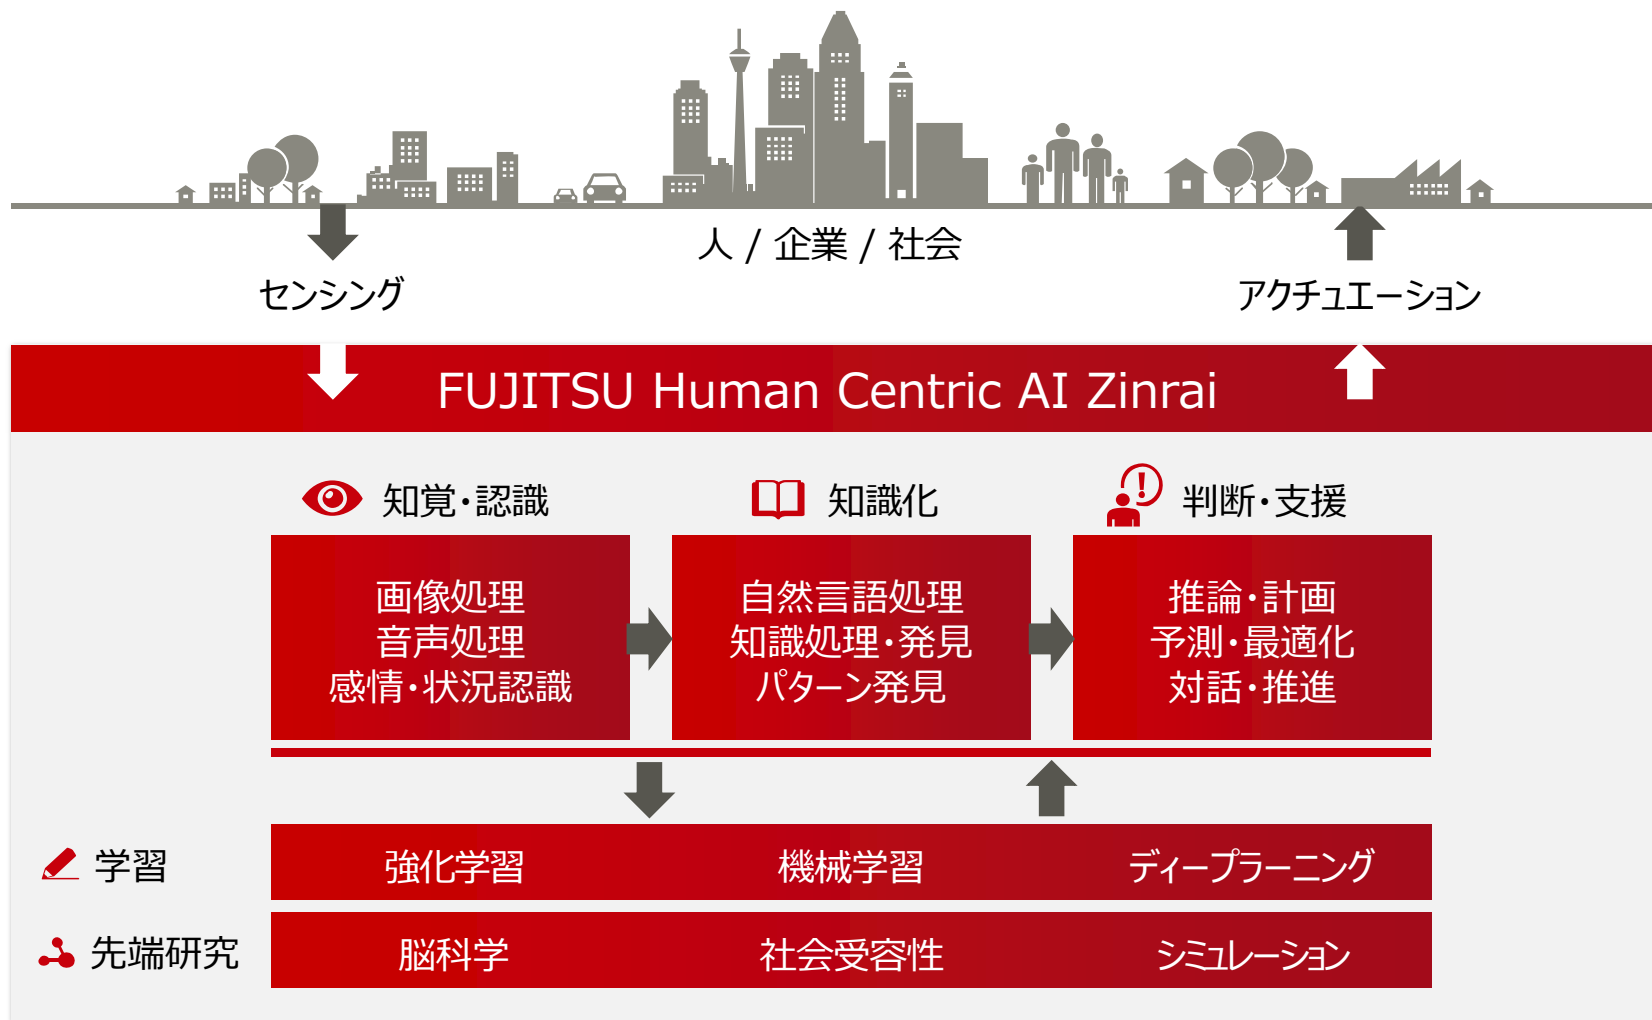 人 / 企業 / 社会
センシング
アクチュエーション
FUJITSU Human Centric AI Zinrai
知覚・認識
知識化
判断・支援
画像処理
音声処理
感情・状況認識
自然言語処理
知識処理・発見
パターン発見
推論・計画
予測・最適化
対話・推進
学習
強化学習
機械学習
ディープラーニング
先端研究
脳科学
社会受容性
シミュレーション